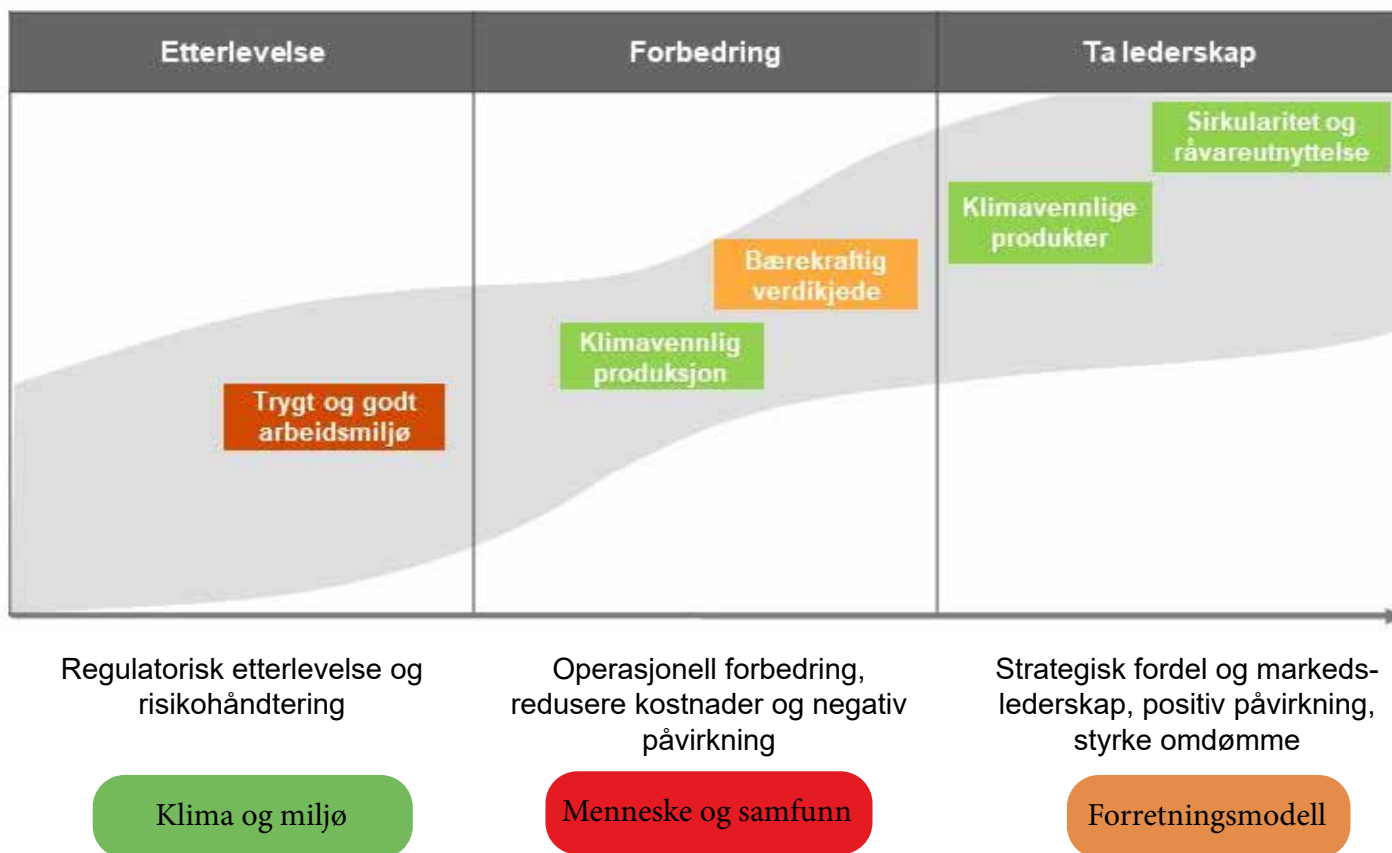 Etterlevelse
Forbedring
Ta lederskap
Sirkularitet og
råvareutnyttelse
Klimavennlige
produkter
Bærekraftig
verdikjede
Klimavennlig
produksjon
Trygt og godt
arbeidsmiljø
Regulatorisk etterlevelse og
risikohåndtering
Operasjonell forbedring,
redusere kostnader og negativ
påvirkning
Strategisk fordel og markeds-
lederskap, positiv påvirkning,
styrke omdømme
Klima og miljø
Menneske og samfunn
Forretningsmodell